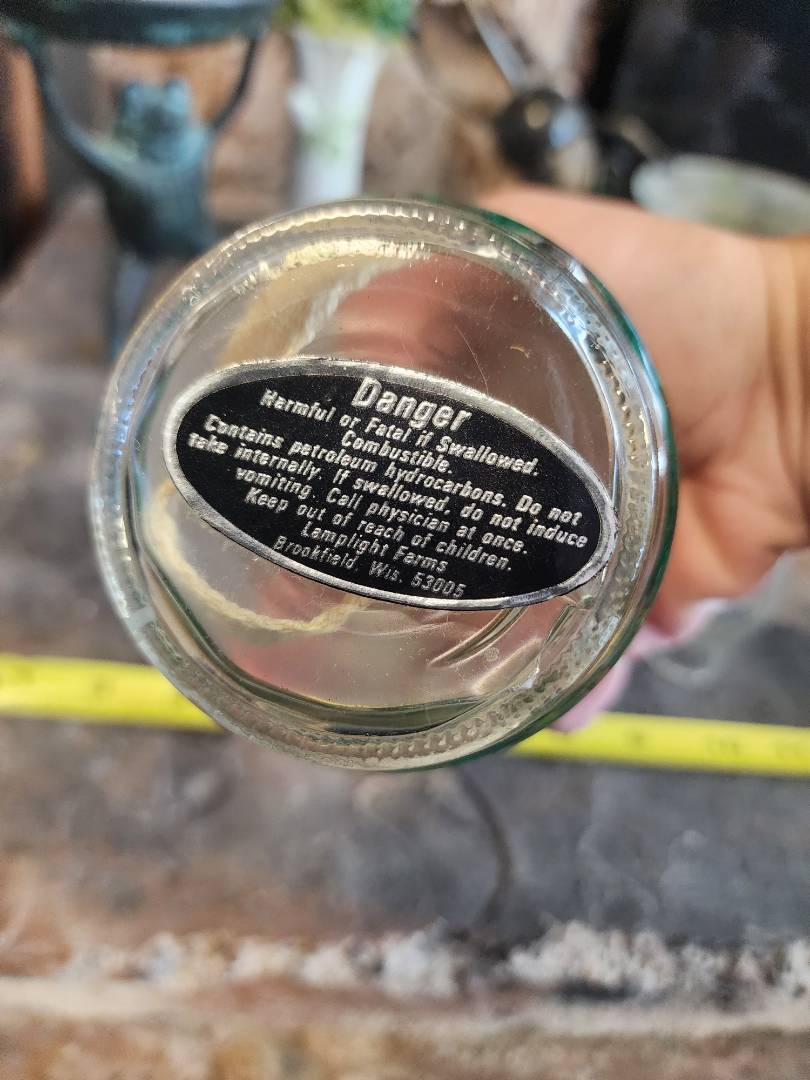 Danger
Harmful or Fatal if Swallowed.
Combustible.
Contains petroleum hydrocarbons. Do not
take internally. If swallowed, do not induce
vomiting. Call physician at once.
Keep out of reach of children.
Lamplight Farms
Brookfield, Wis. 53005